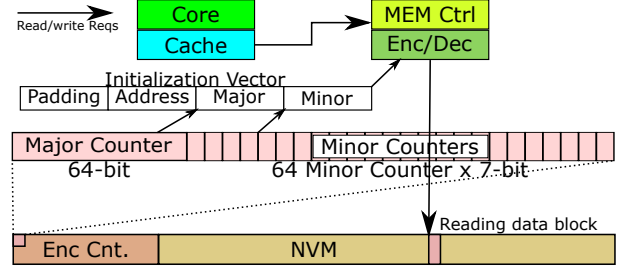 Read/write Reqs
Core
Cache
MEM Ctrl
Enc/Dec
Initialization Vector
Padding Address Major Minor
Major Counter Minor Counters
64-bit 64 Minor Counter x 7-bit
Reading data block
Enc Cnt. NVM